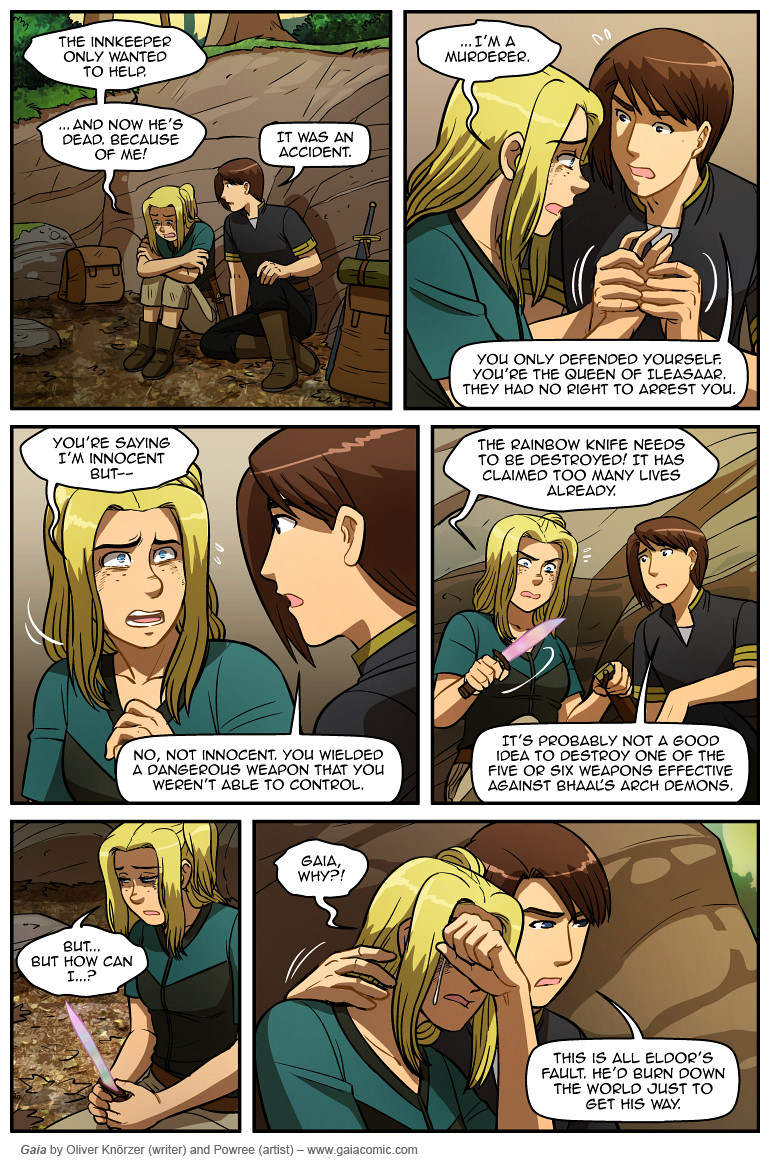 THE INNKEEPER
ONLY WANTED
TO HELP.
...AND NOW HE'S
DEAD. BECAUSE
OF ME!
IT WAS AN
ACCIDENT.
...I'M A
MURDERER.
YOU ONLY DEFENDED YOURSELF.
YOU'RE THE QUEEN OF ILEASAAR.
THEY HAD NO RIGHT TO ARREST YOU.
YOU'RE SAYING
I'M INNOCENT
BUT--
NO, NOT INNOCENT. YOU WIELDED
A DANGEROUS WEAPON THAT YOU
WEREN'T ABLE TO CONTROL.
THE RAINBOW KNIFE NEEDS
TO BE DESTROYED! IT HAS
CLAIMED TOO MANY LIVES
ALREADY.
IT'S PROBABLY NOT A GOOD
IDEA TO DESTROY ONE OF THE
FIVE OR SIX WEAPONS EFFECTIVE
AGAINST BHAAL'S ARCH DEMONS.
BUT...
BUT HOW CAN
I...?
GAIA,
WHY?!
THIS IS ALL ELDOR'S
FAULT. HE'D BURN DOWN
THE WORLD JUST TO
GET HIS WAY.
Gaia by Oliver Knörzer (writer) and Powree (artist) – www.gaiacomic.com